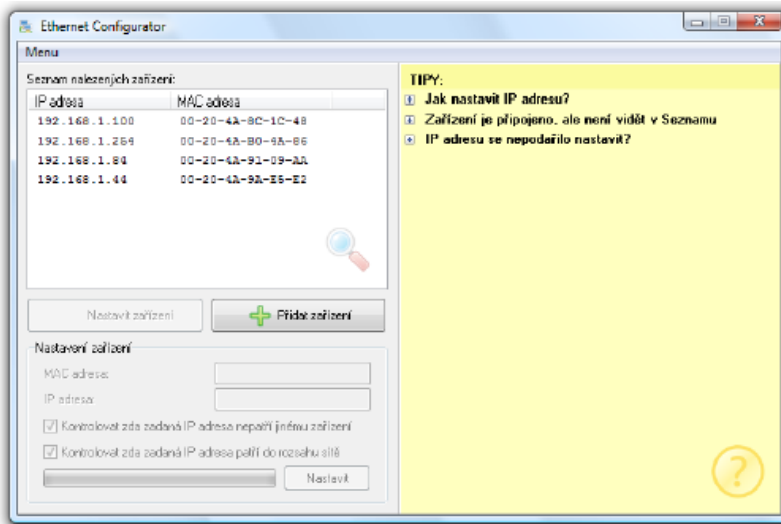 Ethernet Configurator
Menu
Seznam nalezených zařízení:
IP adresa MAC adresa
192.168.1.100 00-20-4A-8C-1C-48
192.168.1.254 00-20-4A-B0-4A-86
192.168.1.84 00-20-4A-91-09-AA
192.168.1.44 00-20-4A-9A-E5-E2
Nastavit zařízení
Přidat zařízení
Nastavení zařízení
MAC adresa:
IP adresa:
Kontrolovat zda zadaná IP adresa nepatří jinému zařízení
Kontrolovat zda zadaná IP adresa patří do rozsahu sítě
Nastavit
TIPY:
Jak nastavit IP adresu?
Zařízení je připojeno, ale není vidět v Seznamu
IP adresu se nepodařilo nastavit?